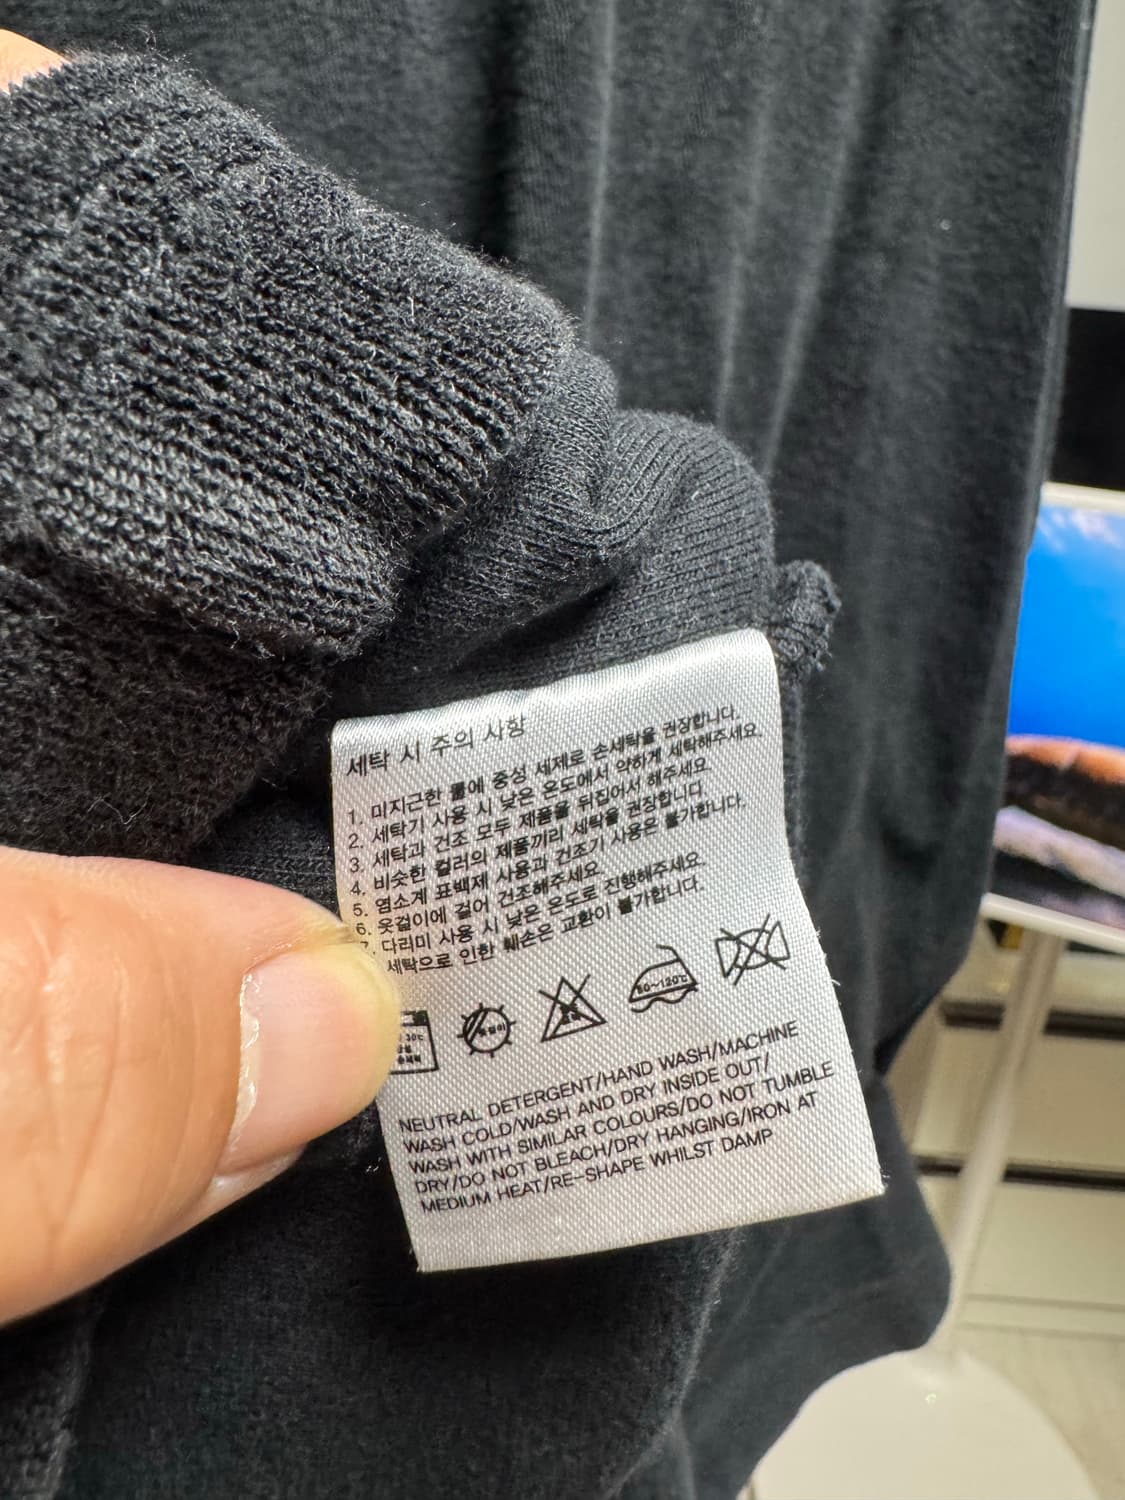 세탁 시 주의 사항
1. 미지근한 물에 중성 세제로 손세탁을 권장합니다.
2. 세탁기 사용 시 낮은 온도에서 약하게 세탁해주세요.
3. 세탁과 건조 모두 제품을 뒤집어서 해주세요
4. 비슷한 컬러의 제품끼리 세탁을 권장합니다
5. 염소계 표백제 사용과 건조기 사용은 불가합니다.
6. 옷걸이에 걸어 건조해주세요.
7. 다리미 사용 시 낮은 온도로 진행해주세요.
세탁으로 인한 훼손은 교환이 불가합니다.
30℃
80~120℃
NEUTRAL DETERGENT/HAND WASH/MACHINE
WASH COLD/WASH AND DRY INSIDE OUT/
WASH WITH SIMILAR COLOURS/DO NOT TUMBLE
DRY/DO NOT BLEACH/DRY HANGING/IRON AT
MEDIUM HEAT/RE-SHAPE WHILST DAMP